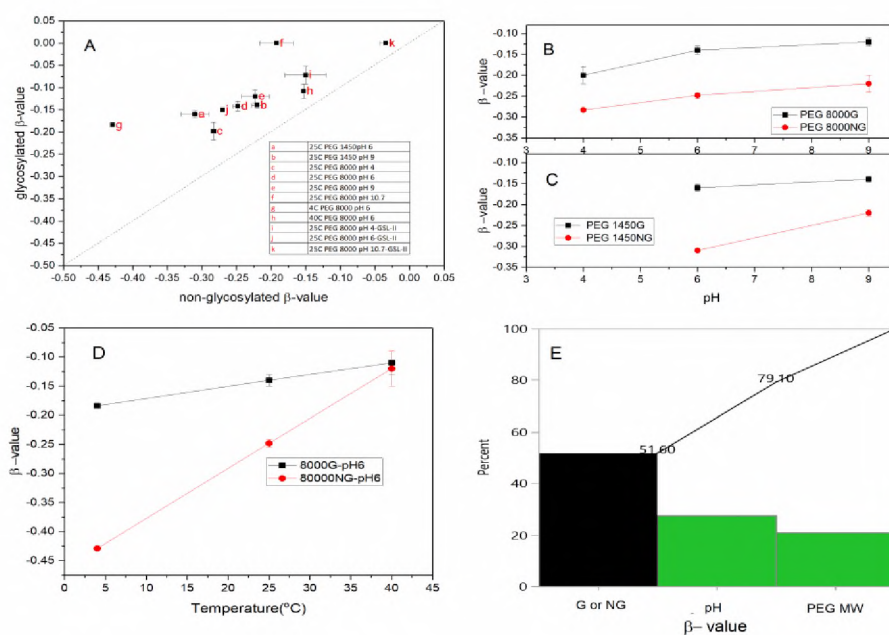 A
glycosylated β-value
0.05
0.00
-0.05
-0.10
-0.15
-0.20
-0.25
-0.30
-0.35
-0.40
-0.45
-0.50
f
k
i
h
e
j
d
b
a
c
g
a 25C PEG 1450pH 6
b 25C PEG 1450 pH 9
c 25C PEG 8000 pH 4
d 25C PEG 8000 pH 6
e 25C PEG 8000 pH 9
f 25C PEG 8000 pH 10.7
g 4C PEG 8000 pH 6
h 40C PEG 8000 pH 6
i 25C PEG 8000 pH 4-GSL-II
j 25C PEG 8000 pH 6-GSL-II
k 25C PEG 8000 pH 10.7-GSL-II
-0.50 -0.45 -0.40 -0.35 -0.30 -0.25 -0.20 -0.15 -0.10 -0.05 0.00 0.05
non-glycosylated β-value
B
β -value
-0.10
-0.15
-0.20
-0.25
-0.30
-0.35
PEG 8000G
PEG 8000NG
3 4 5 6 7 8 9
C
β -value
-0.15
-0.20
-0.25
-0.30
-0.35
PEG 1450G
PEG 1450NG
3 4 5 6 7 8 9
pH
D
β -value
-0.05
-0.10
-0.15
-0.20
-0.25
-0.30
-0.35
-0.40
-0.45
8000G-pH6
80000NG-pH6
0 5 10 15 20 25 30 35 40 45
Temperature(ºC)
E
Percent
100
80
60
40
20
0
51.60
79.10
G or NG pH PEG MW
β– value